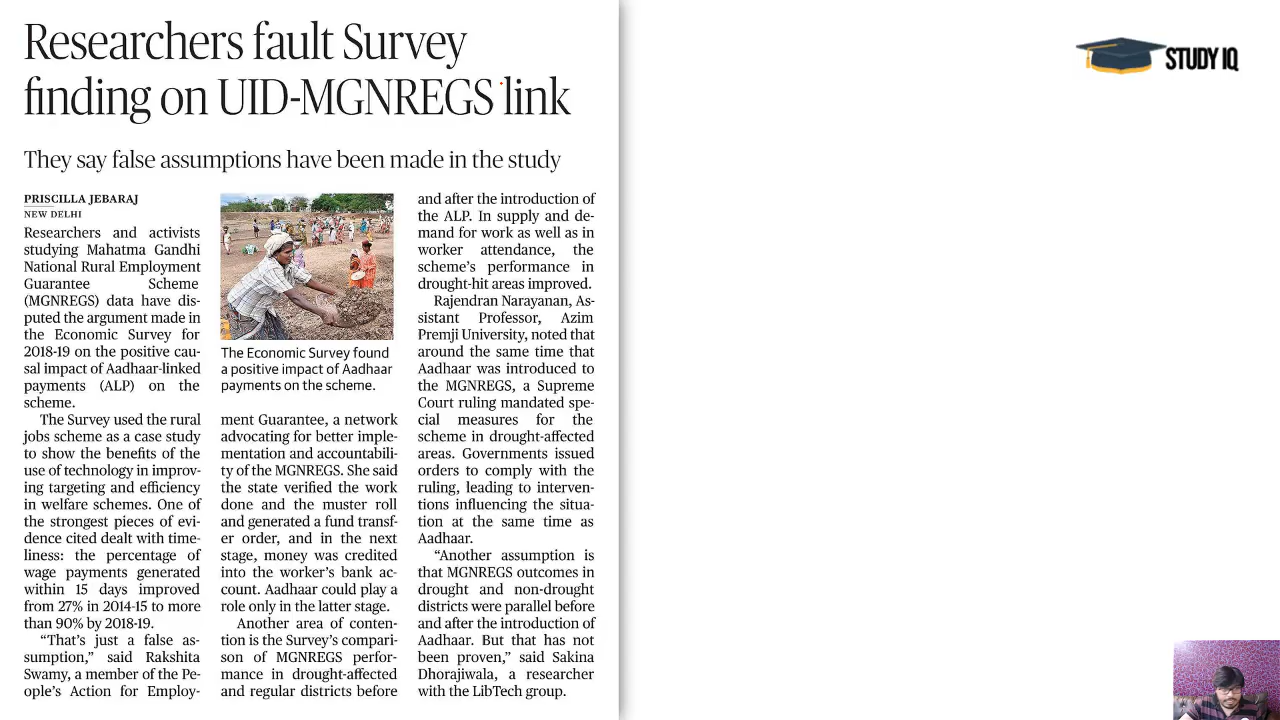 Researchers fault Survey
finding on UID-MGNREGS link
They say false assumptions have been made in the study
PRISCILLA JEBARAJ
NEW DELHI
Researchers and activists
studying Mahatma Gandhi
National Rural Employment
Guarantee Scheme
(MGNREGS) data have dis-
puted the argument made in
the Economic Survey for
2018-19 on the positive cau-
sal impact of Aadhaar-linked
payments (ALP) on the
scheme.
The Survey used the rural
jobs scheme as a case study
to show the benefits of the
use of technology in improv-
ing targeting and efficiency
in welfare schemes. One of
the strongest pieces of evi-
dence cited dealt with time-
liness: the percentage of
wage payments generated
within 15 days improved
from 27% in 2014-15 to more
than 90% by 2018-19.
“That’s just a false as-
sumption,” said Rakshita
Swamy, a member of the Pe-
ople’s Action for Employ-
The Economic Survey found
a positive impact of Aadhaar
payments on the scheme.
ment Guarantee, a network
advocating for better imple-
mentation and accountabili-
ty of the MGNREGS. She said
the state verified the work
done and the muster roll
and generated a fund transf-
er order, and in the next
stage, money was credited
into the worker’s bank ac-
count. Aadhaar could play a
role only in the latter stage.
Another area of conten-
tion is the Survey’s compari-
son of MGNREGS perfor-
mance in drought-affected
and regular districts before
and after the introduction of
the ALP. In supply and de-
mand for work as well as in
worker attendance, the
scheme’s performance in
drought-hit areas improved.
Rajendran Narayanan, As-
sistant Professor, Azim
Premji University, noted that
around the same time that
Aadhaar was introduced to
the MGNREGS, a Supreme
Court ruling mandated spe-
cial measures for the
scheme in drought-affected
areas. Governments issued
orders to comply with the
ruling, leading to interven-
tions influencing the situa-
tion at the same time as
Aadhaar.
“Another assumption is
that MGNREGS outcomes in
drought and non-drought
districts were parallel before
and after the introduction of
Aadhaar. But that has not
been proven,” said Sakina
Dhorajiwala, a researcher
with the LibTech group.
STUDY IQ